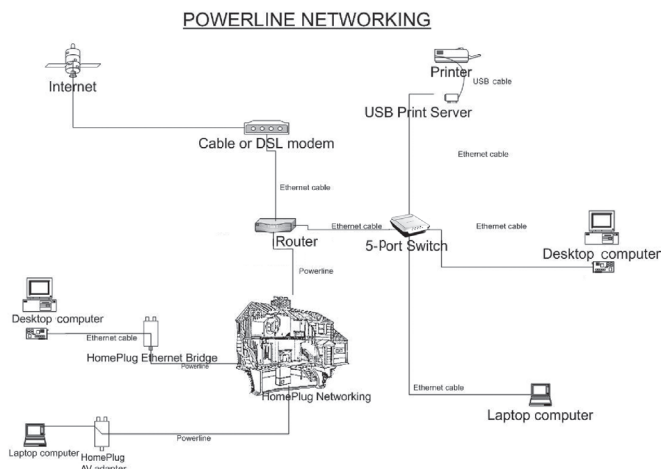 POWERLINE NETWORKING
Internet
Printer
USB cable
USB Print Server
Cable or DSL modem
Ethernet cable
Ethernet cable
Router
Ethernet cable
5-Port Switch
Ethernet cable
Desktop computer
Powerline
Desktop computer
Ethernet cable
HomePlug Ethernet Bridge
Powerline
HomePlug Networking
Ethernet cable
Laptop computer
Powerline
Laptop computer
HomePlug
AV adapter